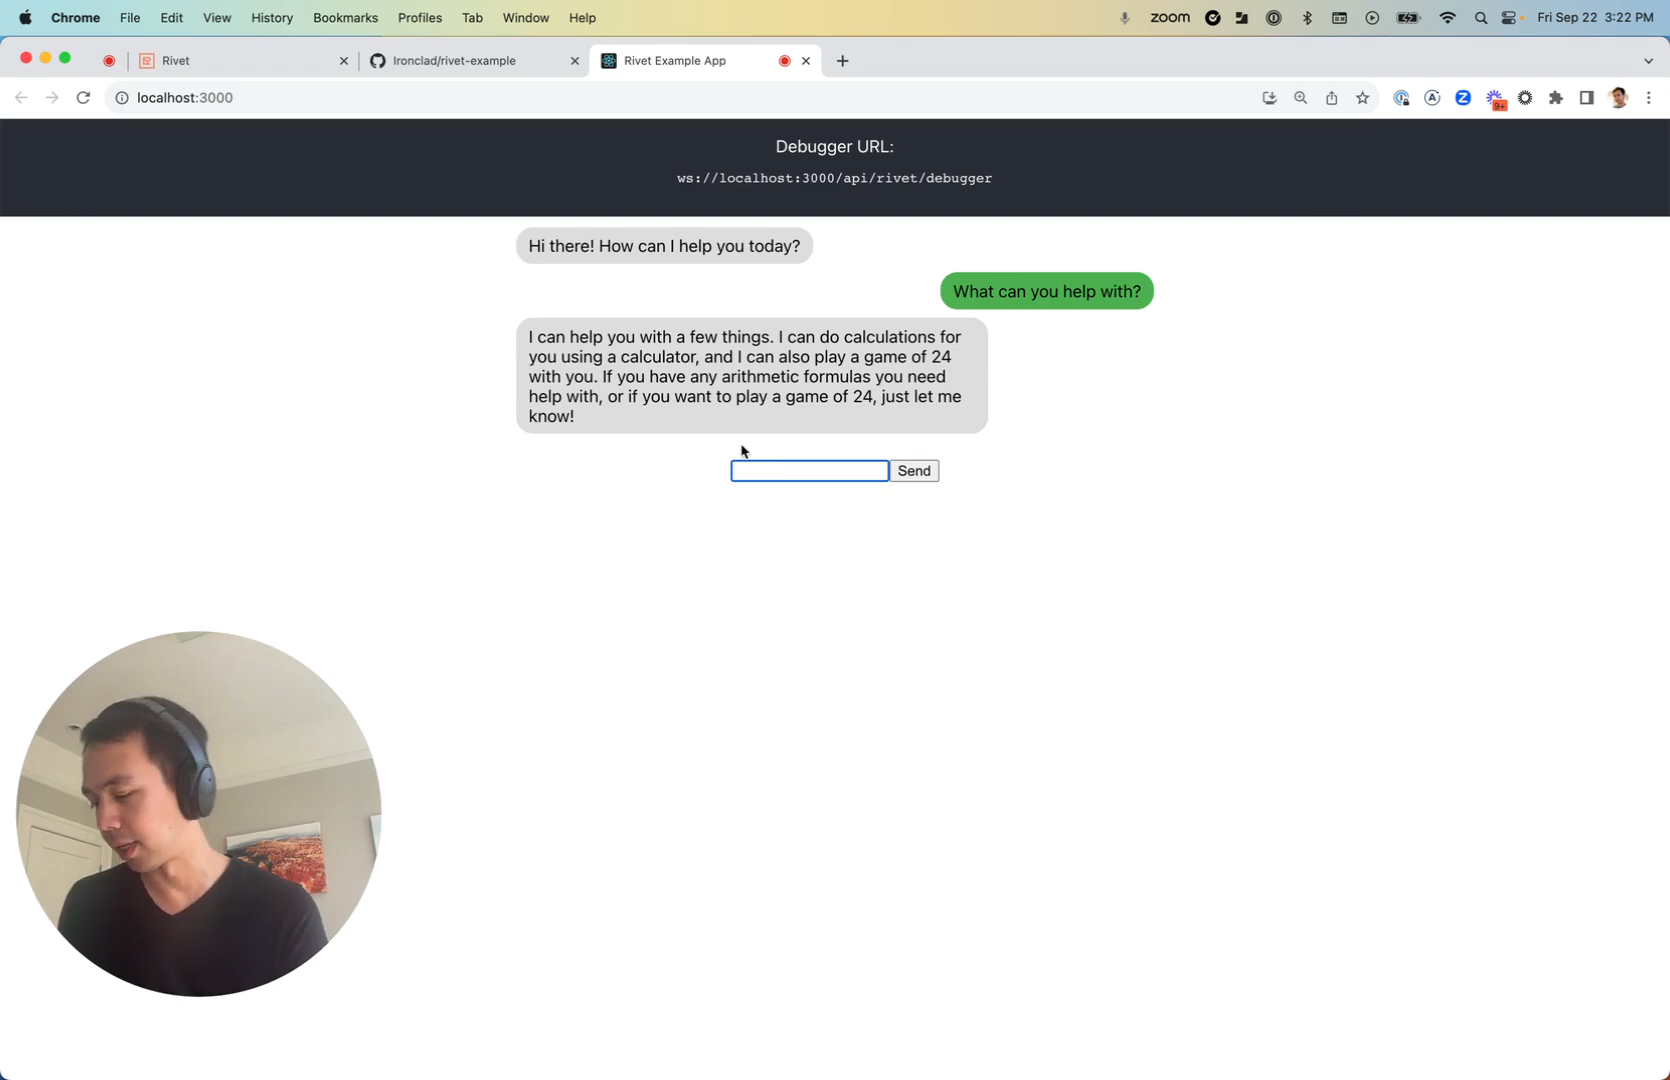 Chrome File Edit View History Bookmarks Profiles Tab Window Help zoom Fri Sep 22 3:22 PM
Rivet Ironclad/rivet-example Rivet Example App
localhost:3000 9+
Debugger URL:
ws://localhost:3000/api/rivet/debugger
Hi there! How can I help you today?
What can you help with?
I can help you with a few things. I can do calculations for
you using a calculator, and I can also play a game of 24
with you. If you have any arithmetic formulas you need
help with, or if you want to play a game of 24, just let me
know!
Send